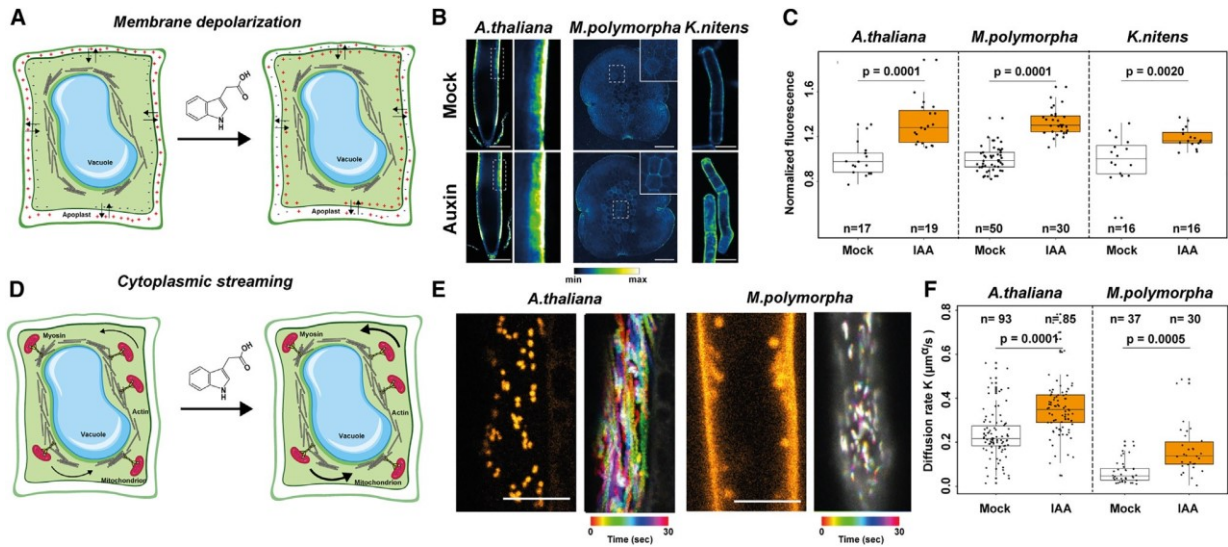 A
Membrane depolarization
Vacuole
Apoplast
OH
O
N
H
Vacuole
Apoplast
B
A.thaliana M.polymorpha K.nitens
Mock
Auxin
min max
C
A.thaliana M.polymorpha K.nitens
p = 0.0001 p = 0.0001 p = 0.0020
Normalized fluorescence
1.6
1.2
0.8
n=17 n=19 n=50 n=30 n=16 n=16
Mock IAA Mock IAA Mock IAA
D
Cytoplasmic streaming
Myosin
Actin
Vacuole
Mitochondrion
OH
O
N
H
Myosin
Actin
Vacuole
Mitochondrion
E
A.thaliana M.polymorpha
0 30
Time (sec)
0 30
Time (sec)
F
A.thaliana M.polymorpha
n= 93 n= 85 n= 37 n= 30
p = 0.0001 p = 0.0005
Diffusion rate K (µm^α/s)
0.8
0.6
0.4
0.2
0.0
Mock IAA Mock IAA